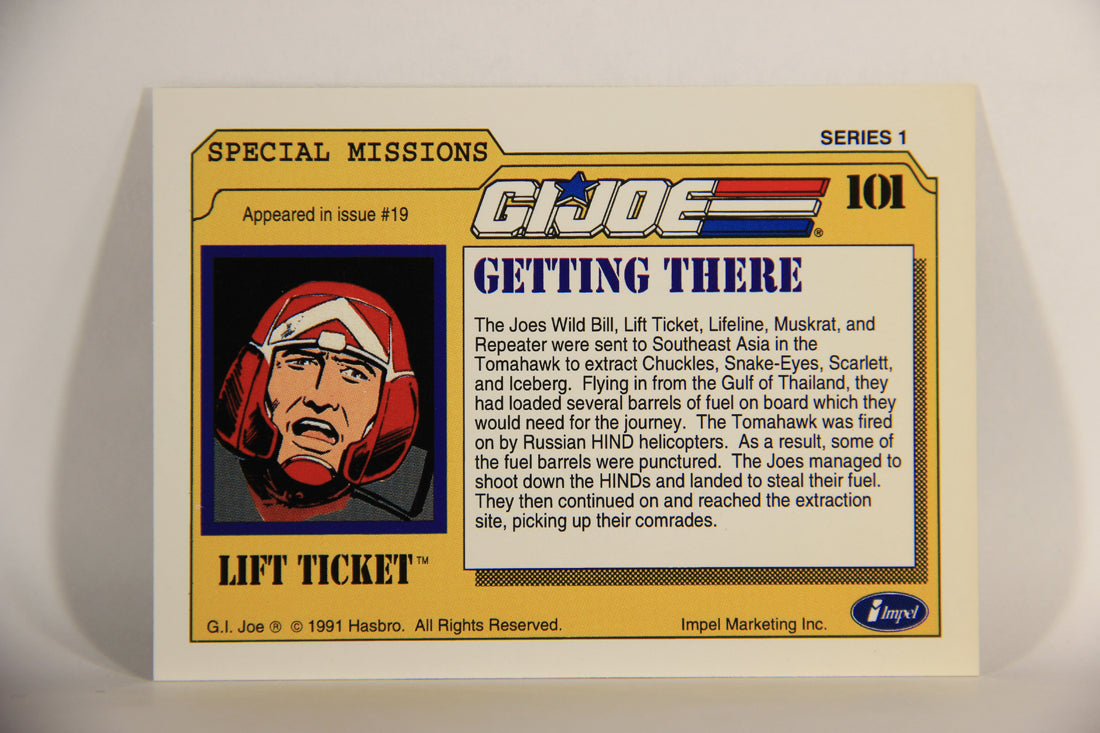 SPECIAL MISSIONS
SERIES 1
Appeared in issue #19
G.I. JOE ®
101
GETTING THERE
The Joes Wild Bill, Lift Ticket, Lifeline, Muskrat, and
Repeater were sent to Southeast Asia in the
Tomahawk to extract Chuckles, Snake-Eyes, Scarlett,
and Iceberg. Flying in from the Gulf of Thailand, they
had loaded several barrels of fuel on board which they
would need for the journey. The Tomahawk was fired
on by Russian HIND helicopters. As a result, some of
the fuel barrels were punctured. The Joes managed to
shoot down the HINDs and landed to steal their fuel.
They then continued on and reached the extraction
site, picking up their comrades.
LIFT TICKET™
G.I. Joe ® © 1991 Hasbro. All Rights Reserved.
Impel Marketing Inc.
Impel